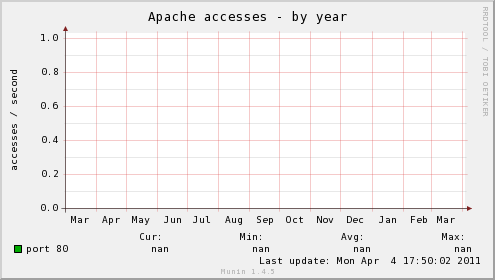 Apache accesses - by year
RRDTOOL / TOBI OETIKER
accesses / second
1.0
0.8
0.6
0.4
0.2
0.0
Mar Apr May Jun Jul Aug Sep Oct Nov Dec Jan Feb Mar
Cur: Min: Avg: Max:
port 80 nan nan nan nan
Last update: Mon Apr 4 17:50:02 2011
Munin 1.4.5